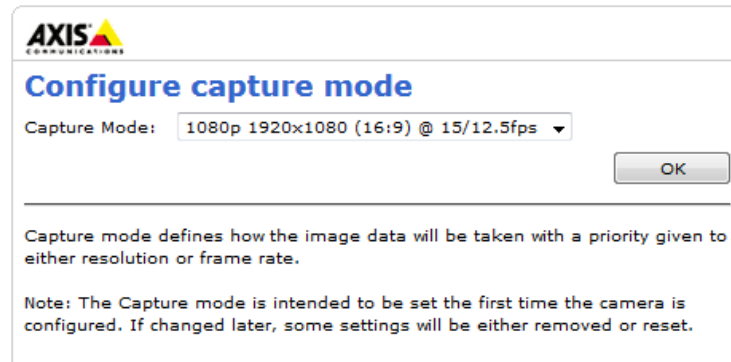 AXIS
COMMUNICATIONS
Configure capture mode
Capture Mode: 1080p 1920x1080 (16:9) @ 15/12.5fps
OK
Capture mode defines how the image data will be taken with a priority given to
either resolution or frame rate.
Note: The Capture mode is intended to be set the first time the camera is
configured. If changed later, some settings will be either removed or reset.